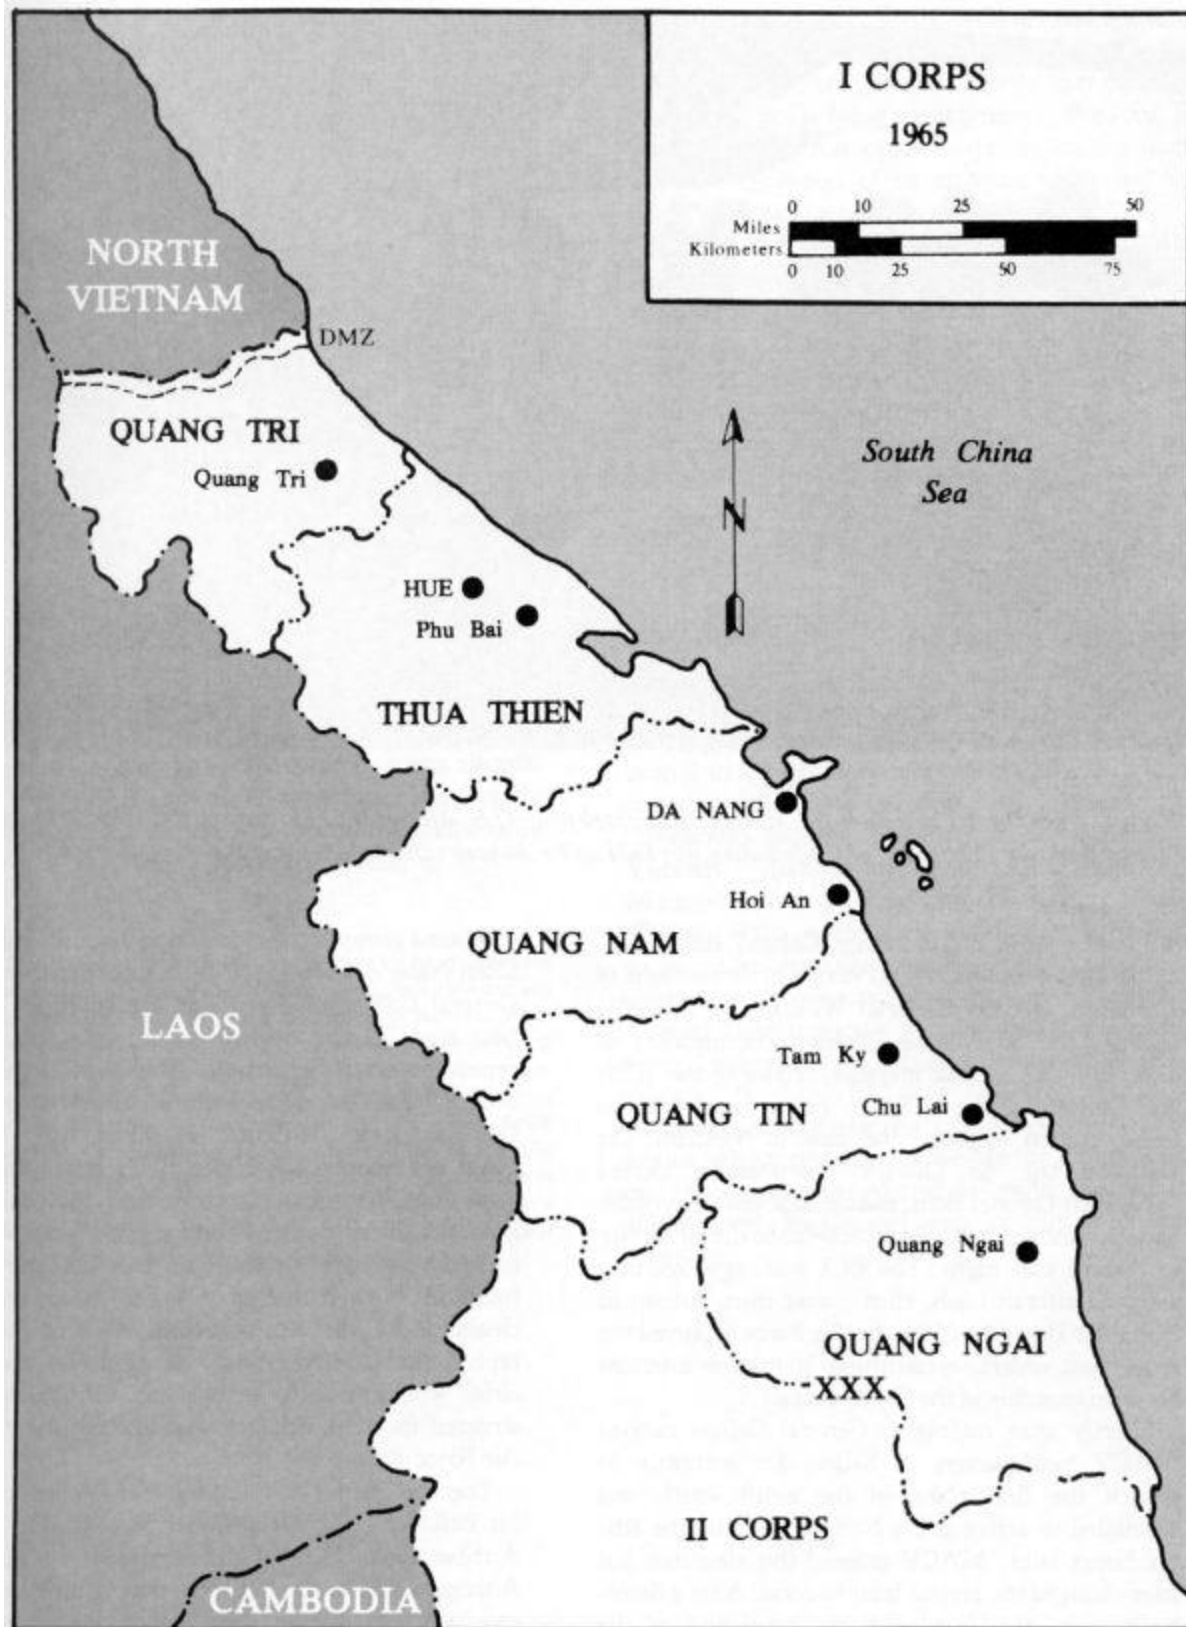 I CORPS
1965
0 10 25 50
Miles
Kilometers
0 10 25 50 75
NORTH
VIETNAM
DMZ
QUANG TRI
Quang Tri
South China
Sea
N
HUE
Phu Bai
THUA THIEN
DA NANG
Hoi An
QUANG NAM
LAOS
Tam Ky
QUANG TIN
Chu Lai
Quang Ngai
QUANG NGAI
XXX
II CORPS
CAMBODIA